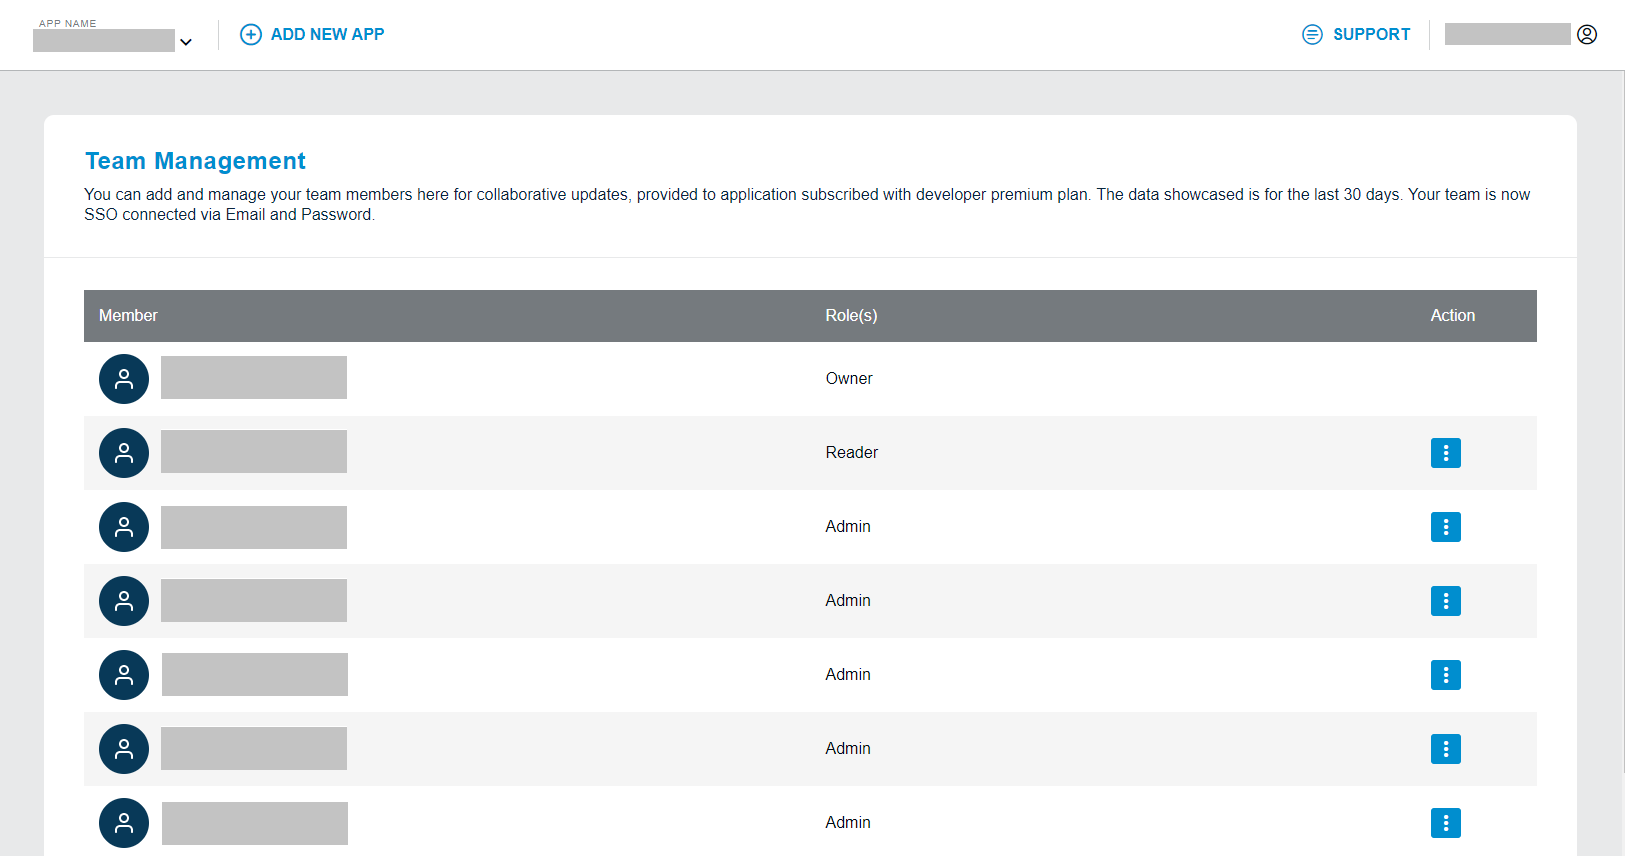 APP NAME
ADD NEW APP
SUPPORT
Team Management
You can add and manage your team members here for collaborative updates, provided to application subscribed with developer premium plan. The data showcased is for the last 30 days. Your team is now
SSO connected via Email and Password.
Member Role(s) Action
Owner
Reader
Admin
Admin
Admin
Admin
Admin